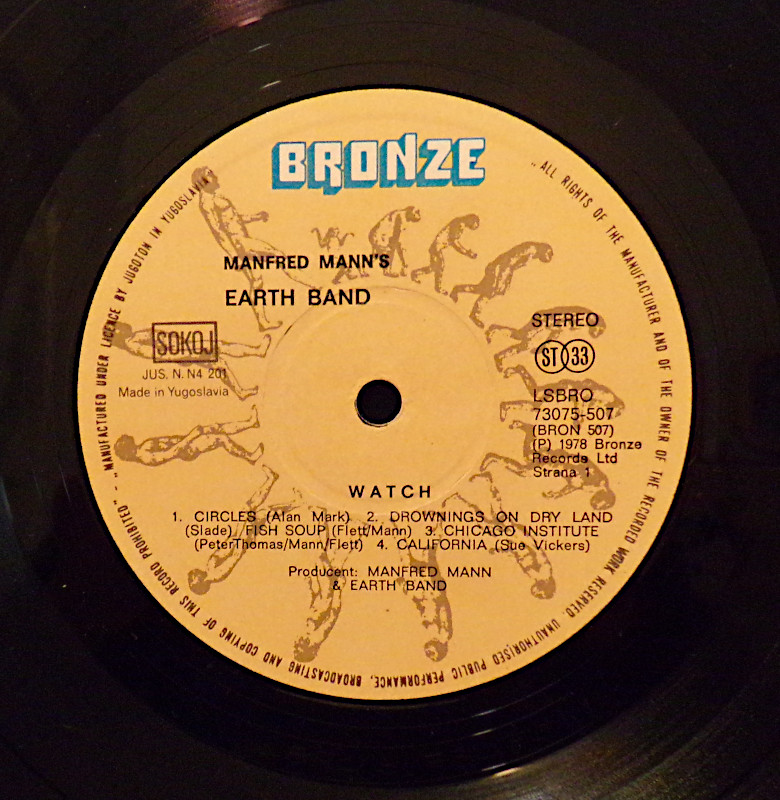 BRONZE
MANFRED MANN'S
EARTH BAND
STEREO
ST 33
SOKOJ
JUS. N. N4 201
Made in Yugoslavia
LSBRO
73075-507
(BRON 507)
(P) 1978 Bronze
Records Ltd
Strana 1
WATCH
1. CIRCLES (Alan Mark) 2. DROWNINGS ON DRY LAND
(Slade), FISH SOUP (Flett/Mann) 3. CHICAGO INSTITUTE
(PeterThomas/Mann/Flett) 4. CALIFORNIA (Sue Vickers)
Producent: MANFRED MANN
& EARTH BAND
„ALL RIGHTS OF THE MANUFACTURER AND OF THE OWNER OF THE RECORDED WORK RESERVED. UNAUTHORISED PUBLIC PERFORMANCE, BROADCASTING AND COPYING OF THIS RECORD PROHIBITED" - „MANUFACTURED UNDER LICENCE BY JUGOTON IN YUGOSLAVIA"